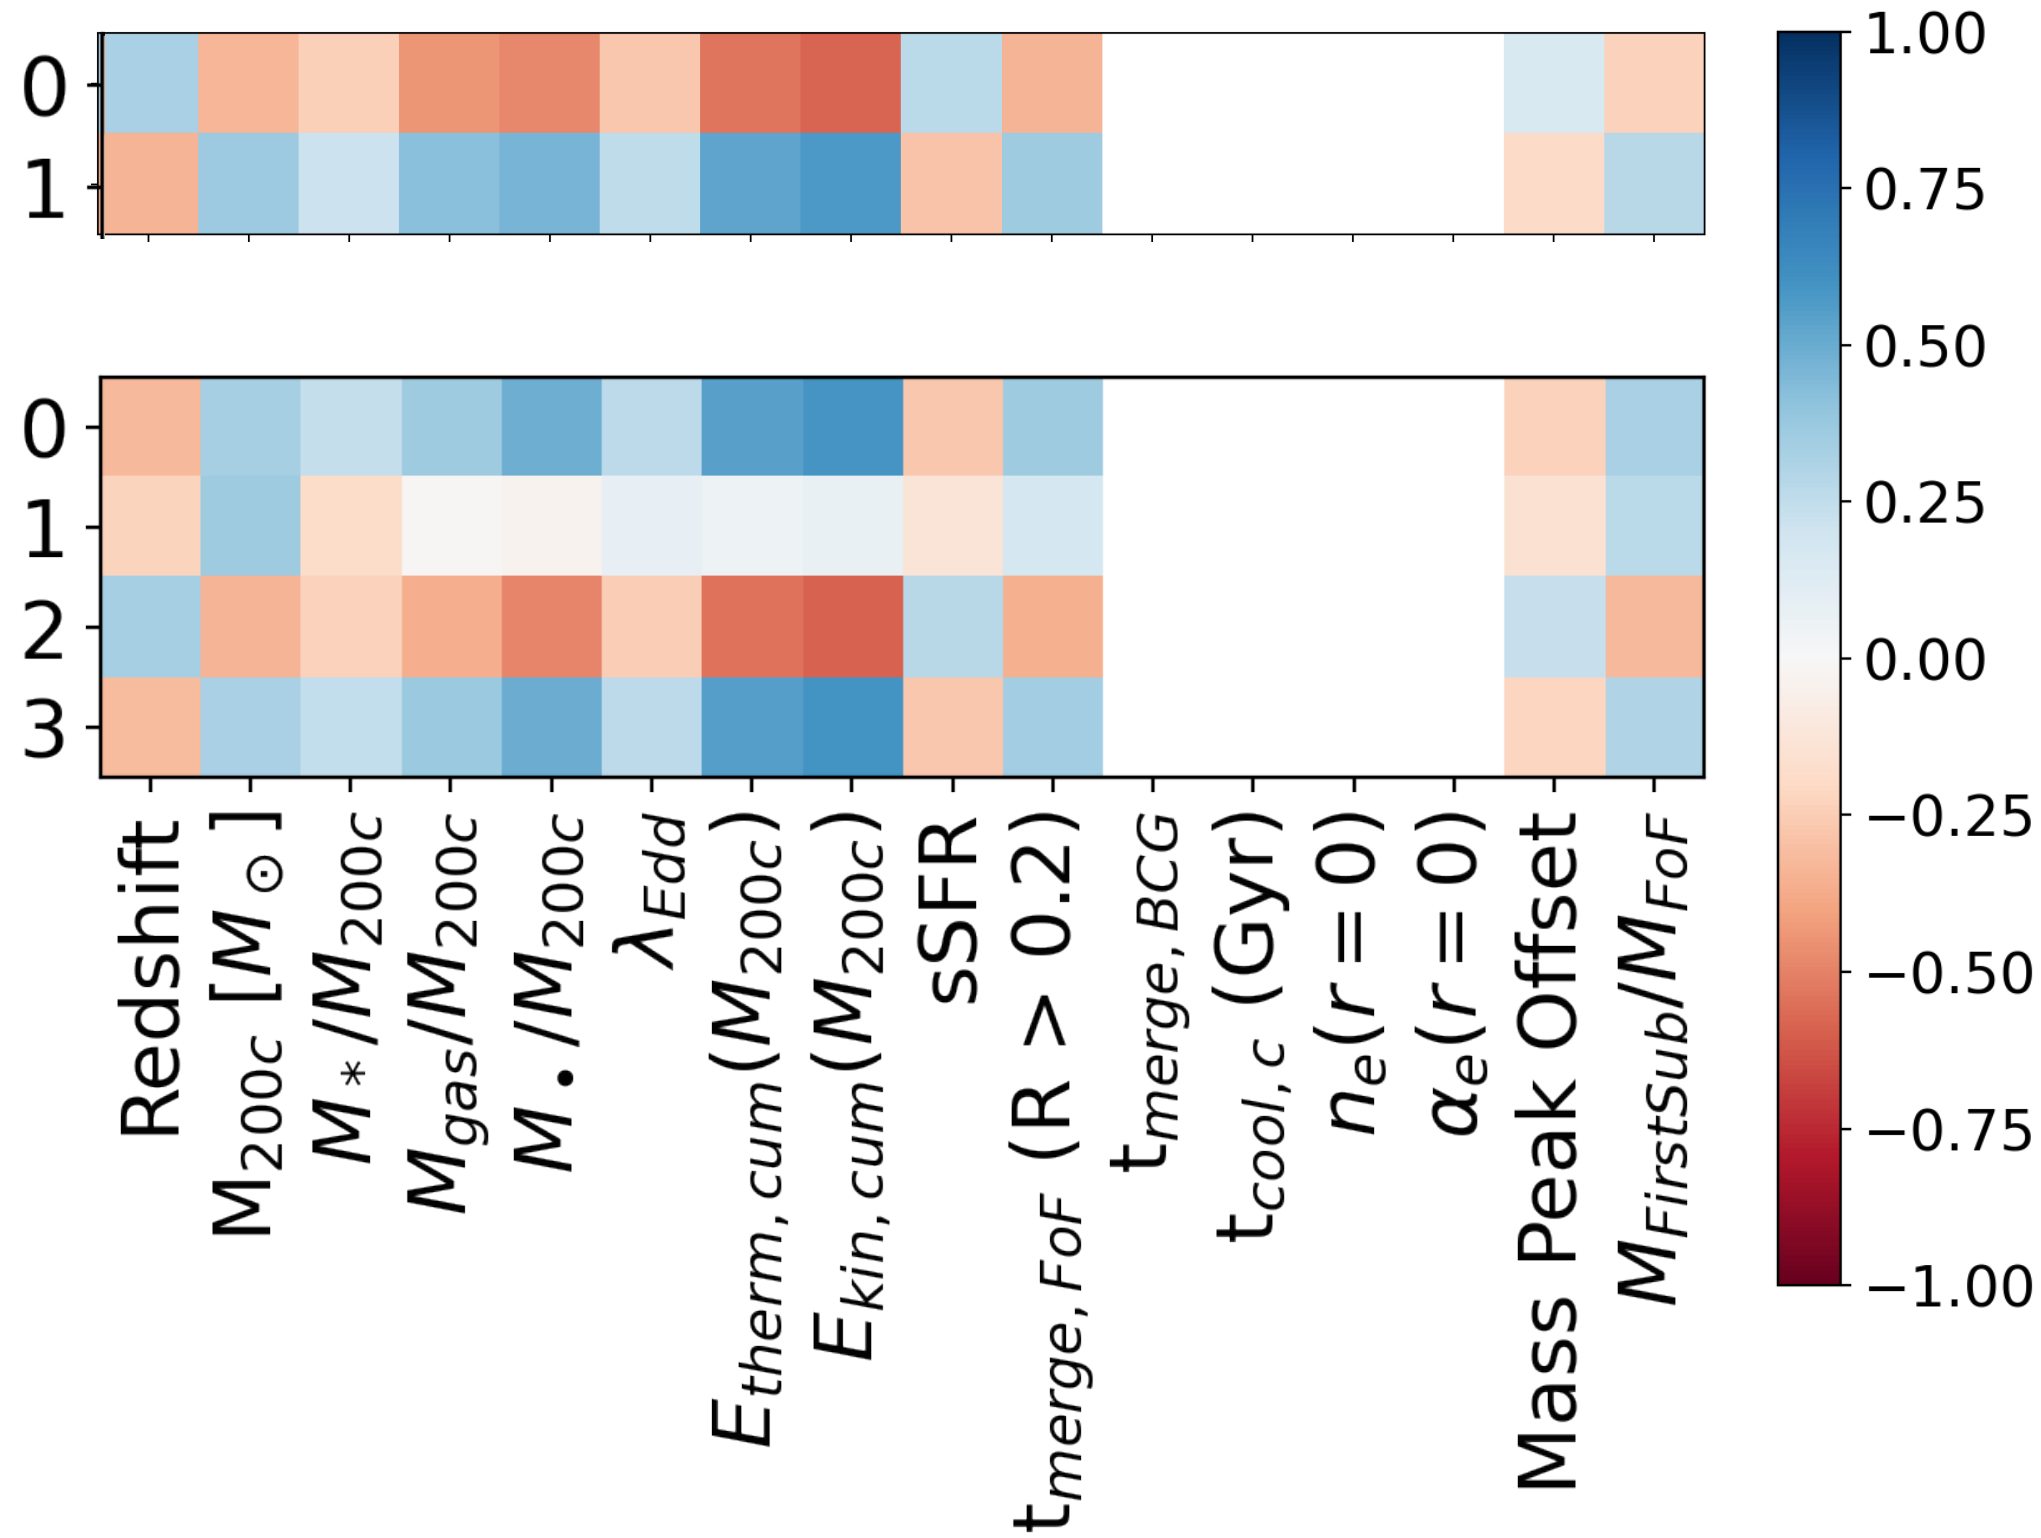 0
1
0
1
2
3
Redshift
M₂₀₀c [M⊙]
M∗/M₂₀₀c
Mgas/M₂₀₀c
M•/M₂₀₀c
λEdd
Etherm, cum(M₂₀₀c)
Ekin, cum(M₂₀₀c)
sSFR
tmerge, FoF (R > 0.2)
tmerge, BCG
tcool, c (Gyr)
ne(r = 0)
αe(r = 0)
Mass Peak Offset
MFirstSub/MFoF
1.00
0.75
0.50
0.25
0.00
−0.25
−0.50
−0.75
−1.00